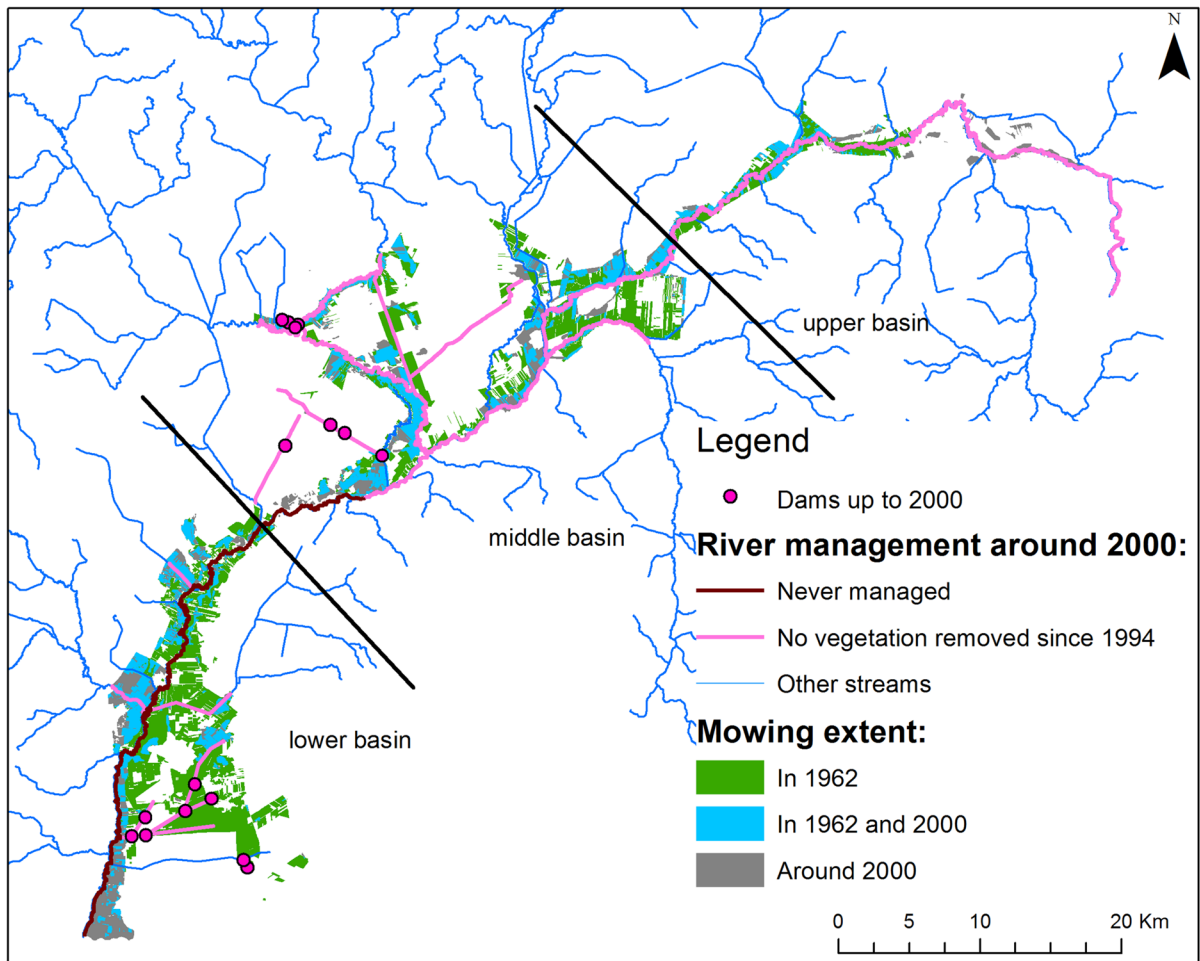 N
upper basin
middle basin
lower basin
Legend
Dams up to 2000
River management around 2000:
Never managed
No vegetation removed since 1994
Other streams
Mowing extent:
In 1962
In 1962 and 2000
Around 2000
0 5 10 20 Km